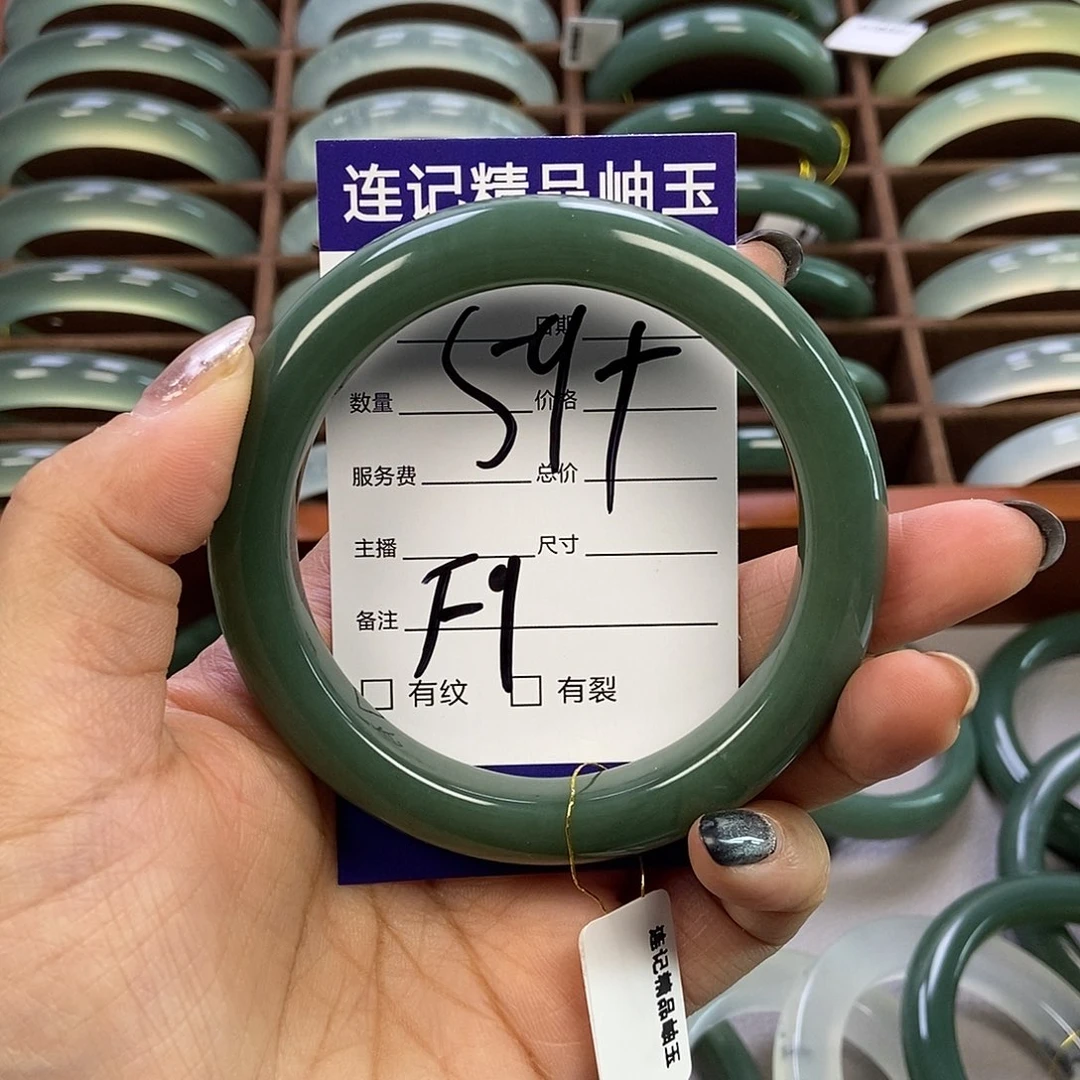 连记精品岫玉
日期
59+
数量 价格
服务费 总价
主播 尺寸
F9
备注
有纹 有裂
连记精品岫玉